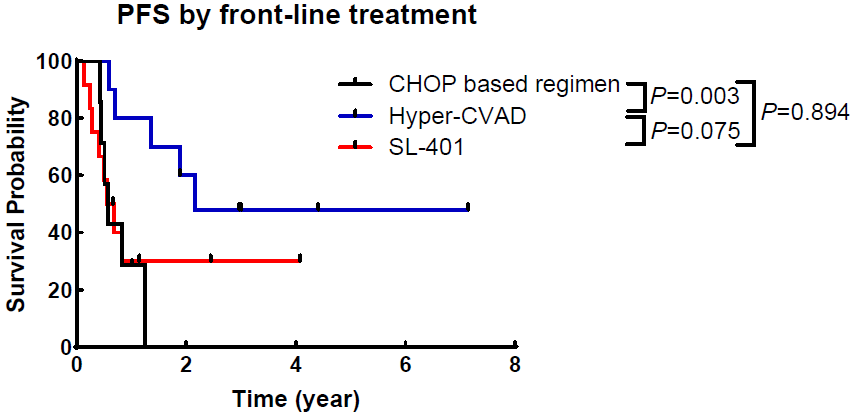 PFS by front-line treatment
Survival Probability
100
80
60
40
20
0
CHOP based regimen
Hyper-CVAD
SL-401
P=0.003
P=0.075
P=0.894
0 2 4 6 8
Time (year)